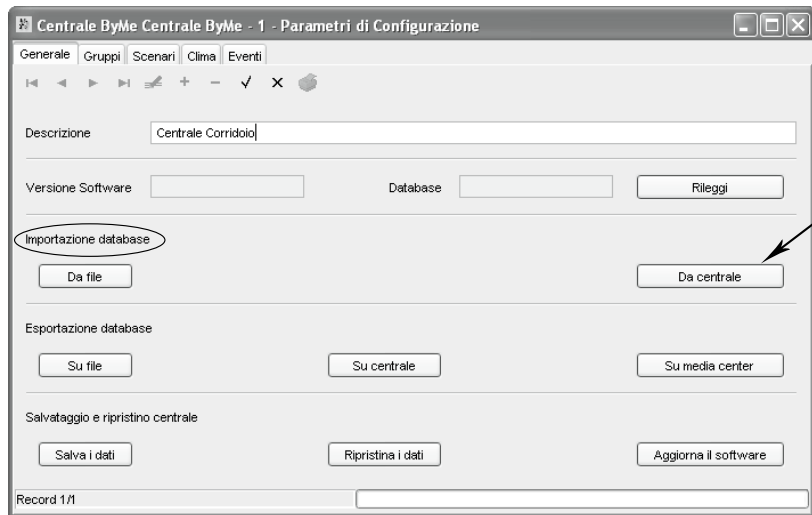 Centrale ByMe Centrale ByMe - 1 - Parametri di Configurazione
Generale Gruppi Scenari Clima Eventi
Descrizione Centrale Corridoio
Versione Software Database Rileggi
Importazione database
Da file Da centrale
Esportazione database
Su file Su centrale Su media center
Salvataggio e ripristino centrale
Salva i dati Ripristina i dati Aggiorna il software
Record 1/1